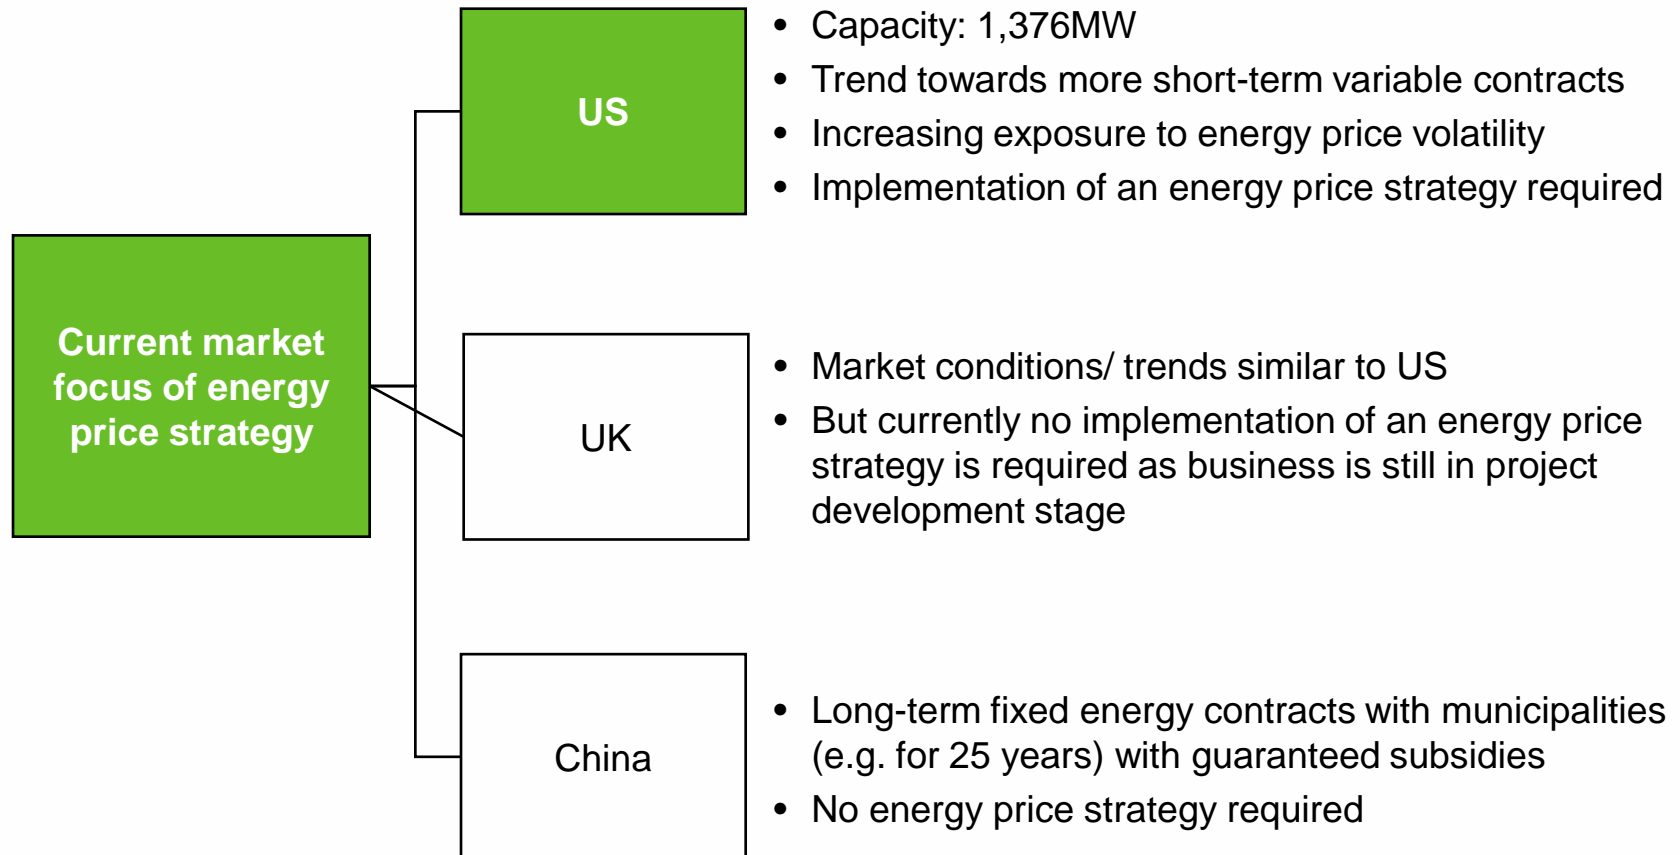 US
• Capacity: 1,376MW
• Trend towards more short-term variable contracts
• Increasing exposure to energy price volatility
• Implementation of an energy price strategy required
Current market
focus of energy
price strategy
UK
• Market conditions/ trends similar to US
• But currently no implementation of an energy price
strategy is required as business is still in project
development stage
China
• Long-term fixed energy contracts with municipalities
(e.g. for 25 years) with guaranteed subsidies
• No energy price strategy required